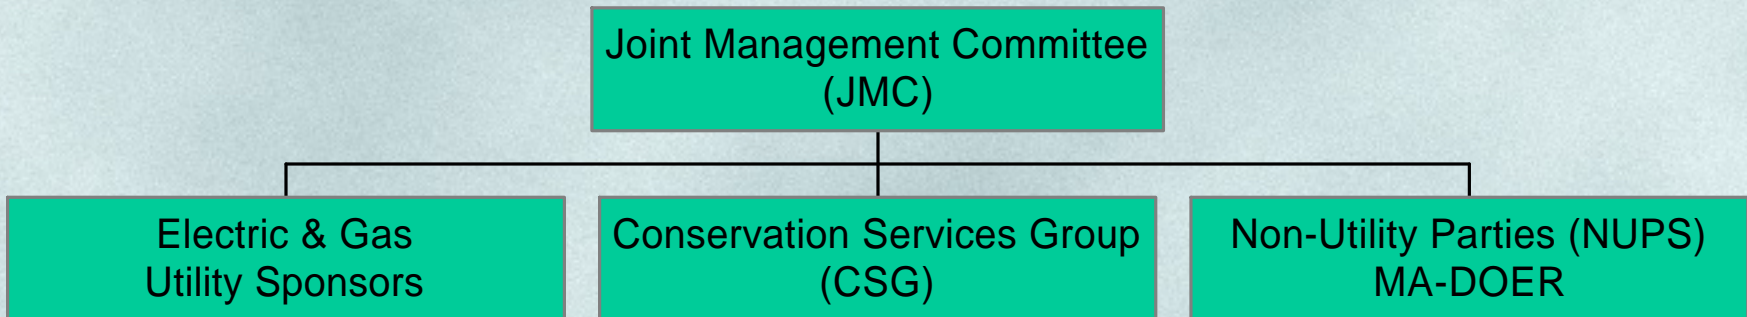 Joint Management Committee
(JMC)
Electric & Gas
Utility Sponsors
Conservation Services Group
(CSG)
Non-Utility Parties (NUPS)
MA-DOER